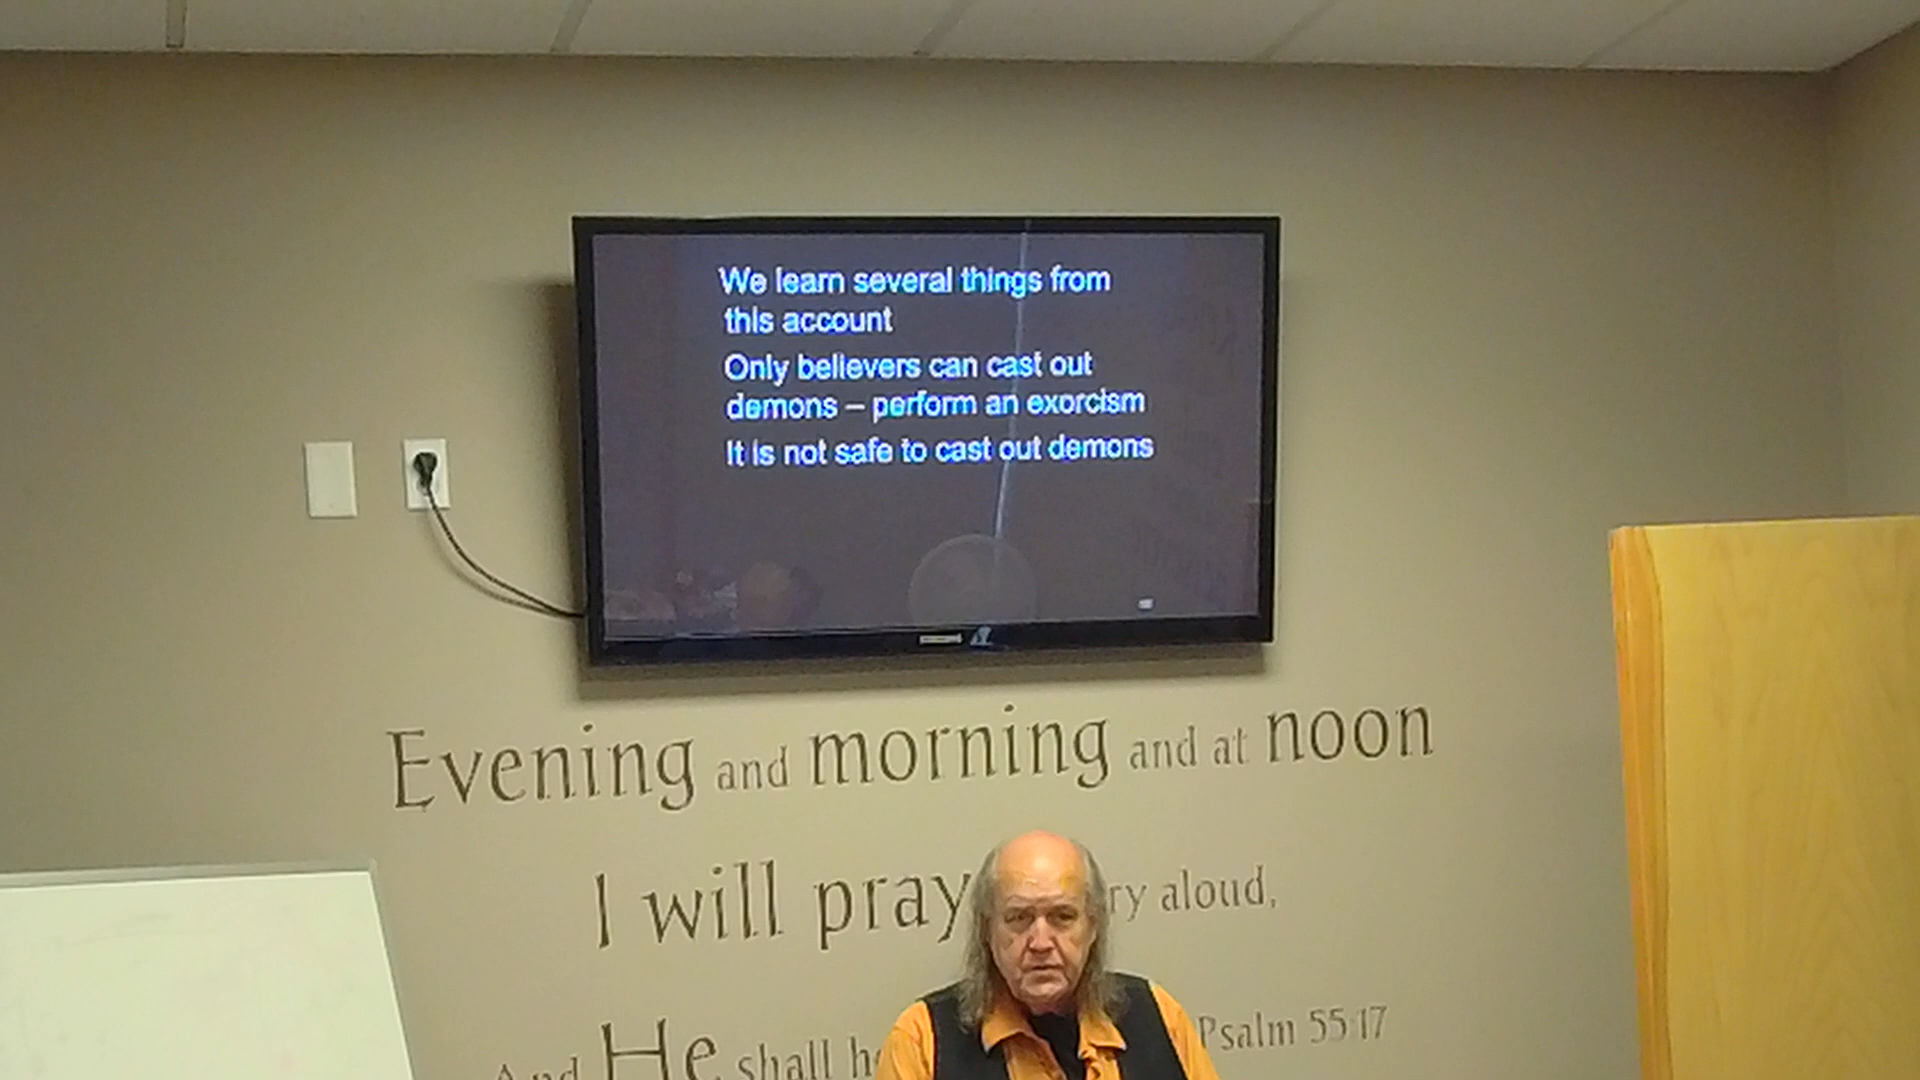 We learn several things from
this account
Only believers can cast out
demons – perform an exorcism
It is not safe to cast out demons
Evening and morning and at noon
I will pray ry aloud,
And He shall he Psalm 55:17